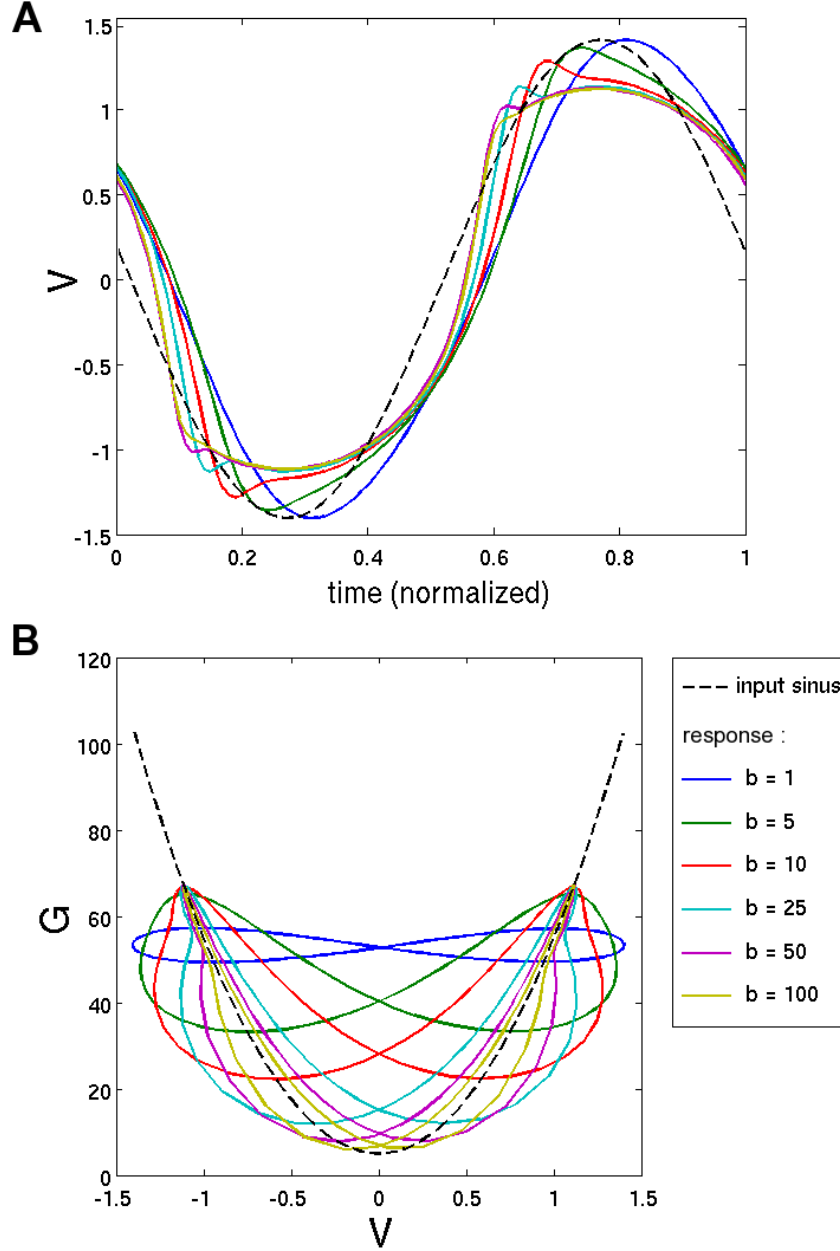 A
1.5
1
0.5
0
-0.5
-1
-1.5
V
0
0.2
0.4
0.6
0.8
1
time (normalized)
B
120
100
80
60
40
20
0
G
-1.5
-1
-0.5
0
0.5
1
1.5
V
input sinus
response :
b = 1
b = 5
b = 10
b = 25
b = 50
b = 100